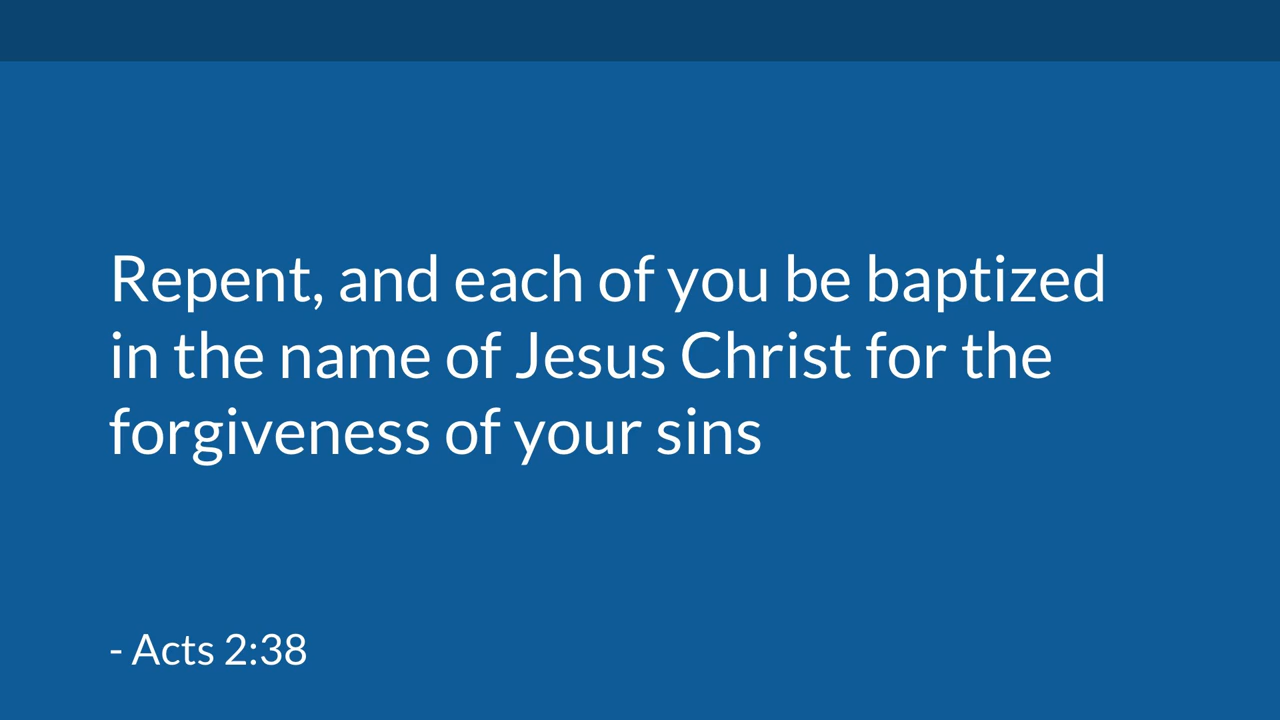 Repent, and each of you be baptized
in the name of Jesus Christ for the
forgiveness of your sins
- Acts 2:38